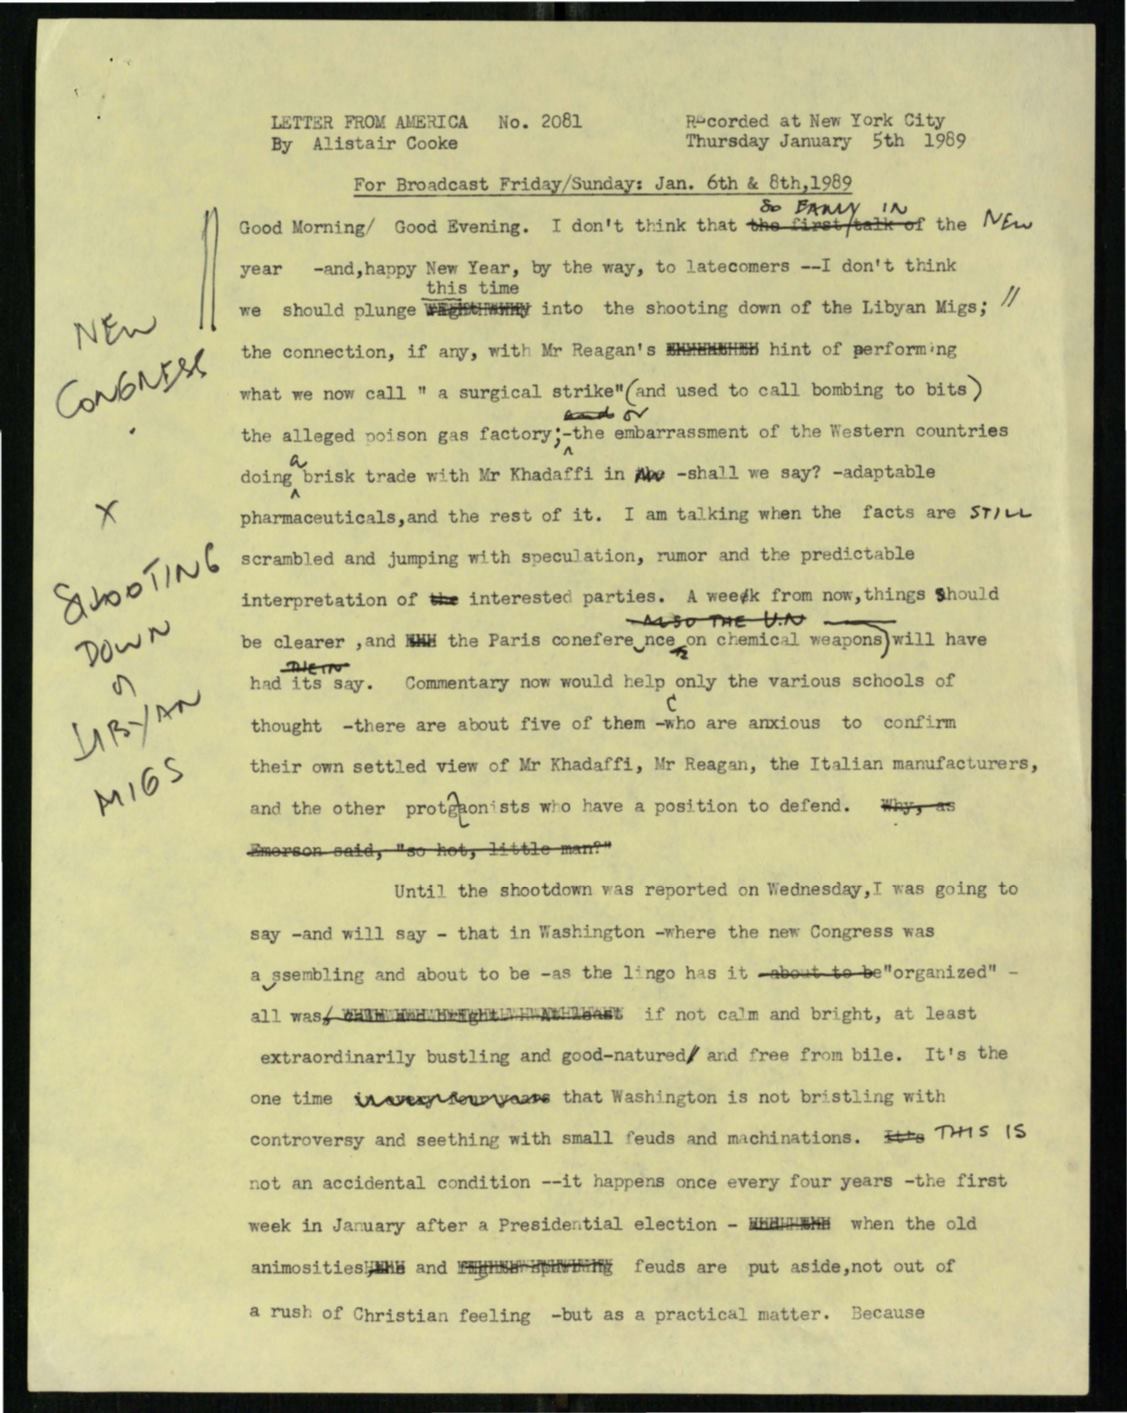 LETTER FROM AMERICA No. 2081 Recorded at New York City
By Alistair Cooke Thursday January 5th 1989
For Broadcast Friday/Sunday: Jan. 6th & 8th,1989
So EARLY IN
Good Morning/ Good Evening. I don't think that the first/talk of the NEW
year -and,happy New Year, by the way, to latecomers --I don't think
this time
we should plunge into the shooting down of the Libyan Migs; //
the connection, if any, with Mr Reagan's hint of performing
what we now call " a surgical strike"(and used to call bombing to bits)
and or
the alleged poison gas factory;-the embarrassment of the Western countries
a
doing brisk trade with Mr Khadaffi in -shall we say? -adaptable
pharmaceuticals,and the rest of it. I am talking when the facts are STILL
scrambled and jumping with speculation, rumor and the predictable
interpretation of the interested parties. A week from now,things should
ALSO THE U.N
be clearer ,and the Paris conefere nce on chemical weapons)will have
THEIR
had its say. Commentary now would help only the various schools of
thought -there are about five of them -who are anxious to confirm
their own settled view of Mr Khadaffi, Mr Reagan, the Italian manufacturers,
and the other protgaonists who have a position to defend. Why, as
Emerson said, "so hot, little man?"
Until the shootdown was reported on Wednesday,I was going to
say -and will say - that in Washington -where the new Congress was
a ssembling and about to be -as the lingo has it -about to be"organized" -
all was, if not calm and bright, at least
extraordinarily bustling and good-natured/ and free from bile. It's the
one time in every four years that Washington is not bristling with
controversy and seething with small feuds and machinations. It's THIS IS
not an accidental condition --it happens once every four years -the first
week in January after a Presidential election - when the old
animosities and feuds are put aside,not out of
a rush of Christian feeling -but as a practical matter. Because
NEW
CONGRESS
.
X
SHOOTING
DOWN
of
LIBYAN
MIGS